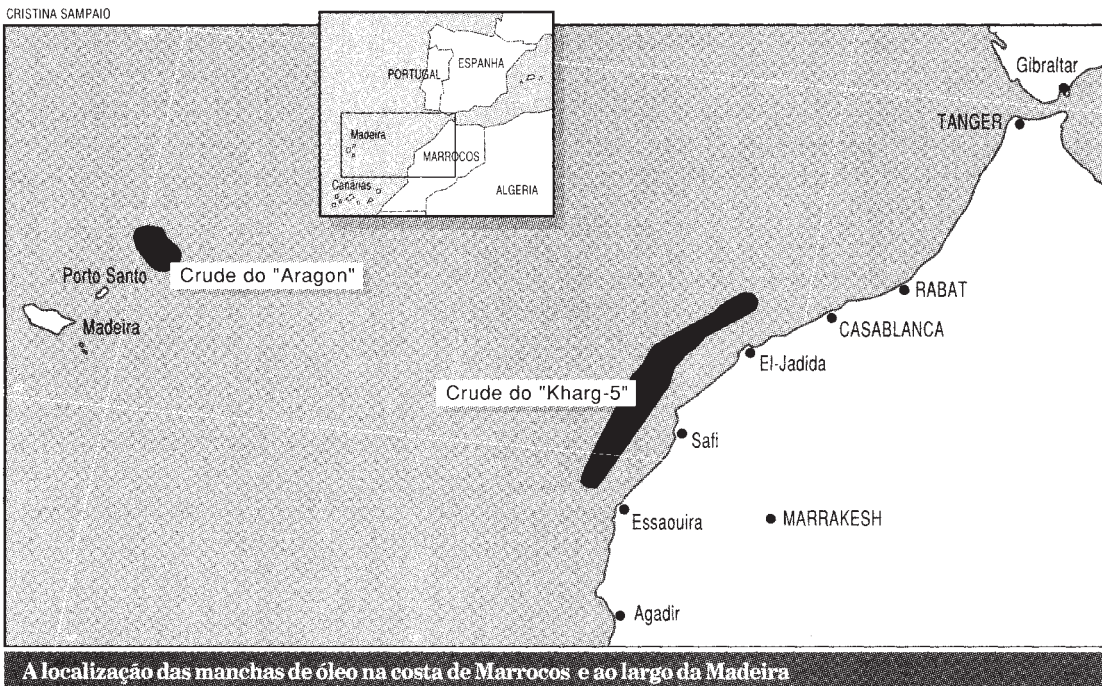 CRISTINA SAMPAIO
PORTUGAL
ESPANHA
Madeira
MARROCOS
Canárias
ALGERIA
Gibraltar
TANGER
Porto Santo
Crude do "Aragon"
Madeira
RABAT
CASABLANCA
El-Jadida
Crude do "Kharg-5"
Safi
Essaouira
MARRAKESH
Agadir
A localização das manchas de óleo na costa de Marrocos e ao largo da Madeira